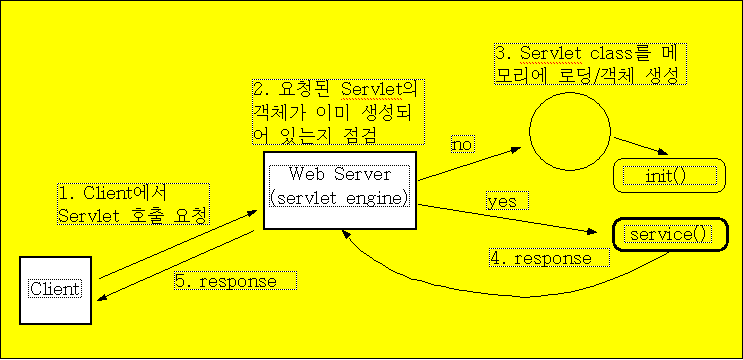 3. Servlet class를 메
모리에 로딩/객체 생성
2. 요청된 Servlet의
객체가 이미 생성되
어 있는지 점검
no
init()
Web Server
(servlet engine)
1. Client에서
Servlet 호출 요청
yes
service()
4. response
5. response
Client